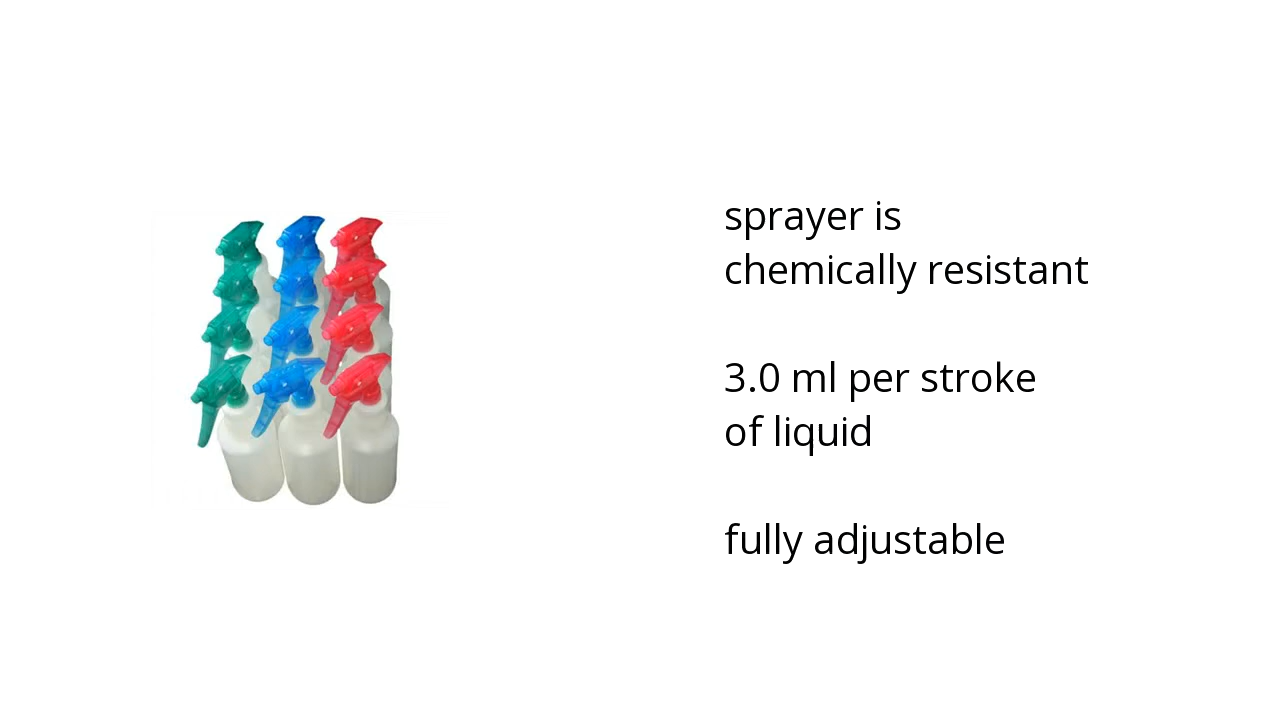 sprayer is
chemically resistant
3.0 ml per stroke
of liquid
fully adjustable